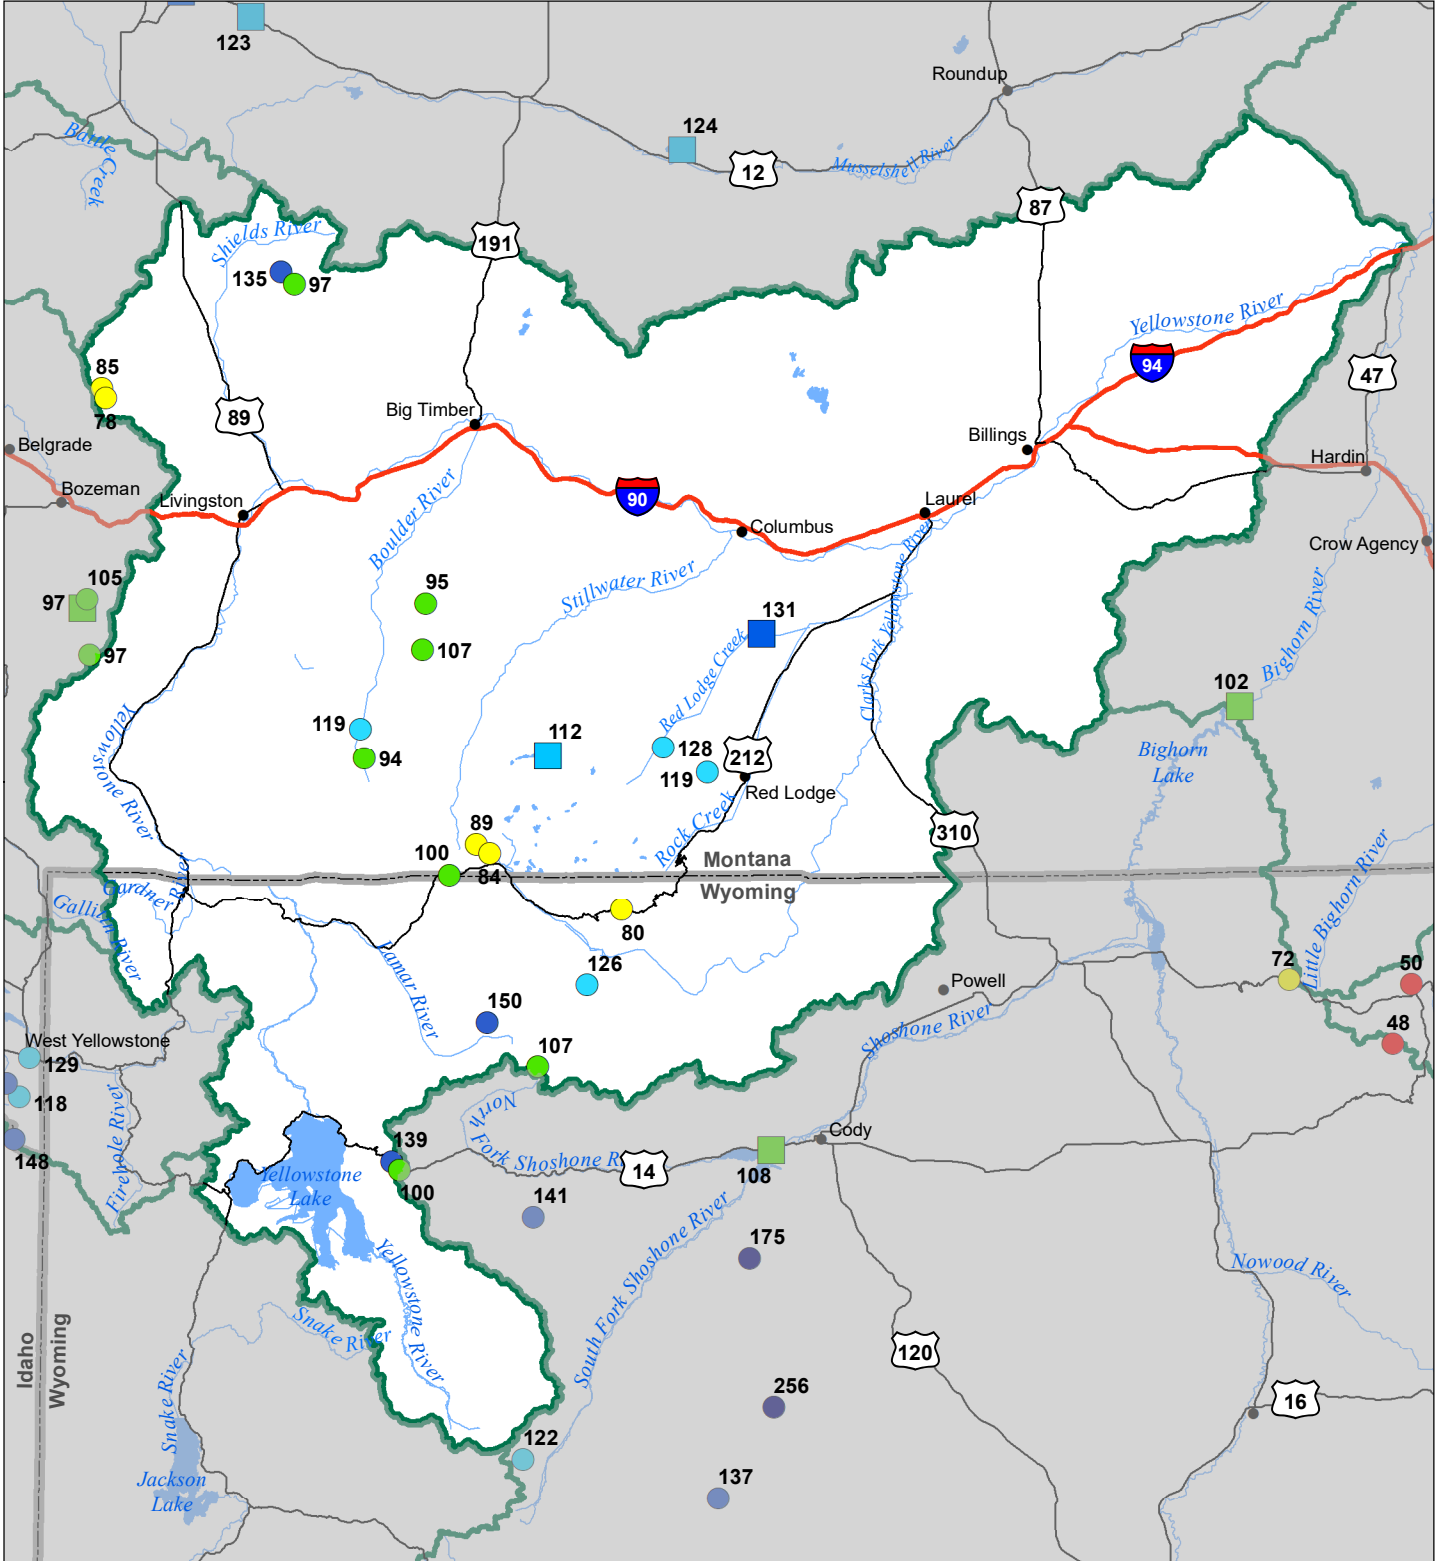 123
Roundup
124
12
Musselshell River
Battle
Creek
87
191
Shields River
135
97
Yellowstone River
94
85
78
47
89
Big Timber
Belgrade
Billings
Hardin
Bozeman
Livingston
90
Laurel
Columbus
Boulder River
Crow Agency
Stillwater River
Clarks Fork Yellowstone River
105
97
95
131
107
97
Bighorn River
Red Lodge Creek
102
119
112
128
94
119
212
Red Lodge
Bighorn
Lake
Yellowstone River
89
Rock Creek
310
100
84
Montana
Wyoming
Gardner River
Gallitin River
80
Little Bighorn River
Lamar River
126
72
50
Powell
150
48
Shoshone River
West Yellowstone
129
107
118
Firehole River
North
Fork Shoshone R
148
139
100
14
108
Cody
Yellowstone
Lake
141
South Fork Shoshone River
175
Yellowstone River
Nowood River
Snake River
Idaho
Wyoming
Snake River
120
256
16
122
137
Jackson
Lake